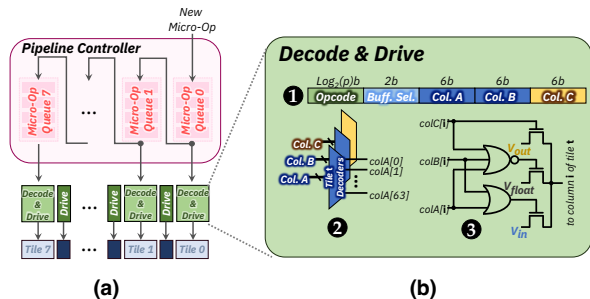 New
Micro-Op
Pipeline Controller
Micro-Op
Queue 7
...
Micro-Op
Queue 1
Micro-Op
Queue 0
Decode
& Drive
Drive
...
Drive
Decode
& Drive
Drive
Decode
& Drive
Tile 7
...
Tile 1
Tile 0
(a)
Decode & Drive
Log2(p)b 2b 6b 6b 6b
1 Opcode Buff. Sel. Col. A Col. B Col. C
Col. C
Col. B
Col. A
Tile t
Decoders
colA[0]
colA[1]
colA[63]
2
colC[i]
colB[i]
colA[i]
Vout
Vfloat
Vin
3
to column i of tile t
(b)